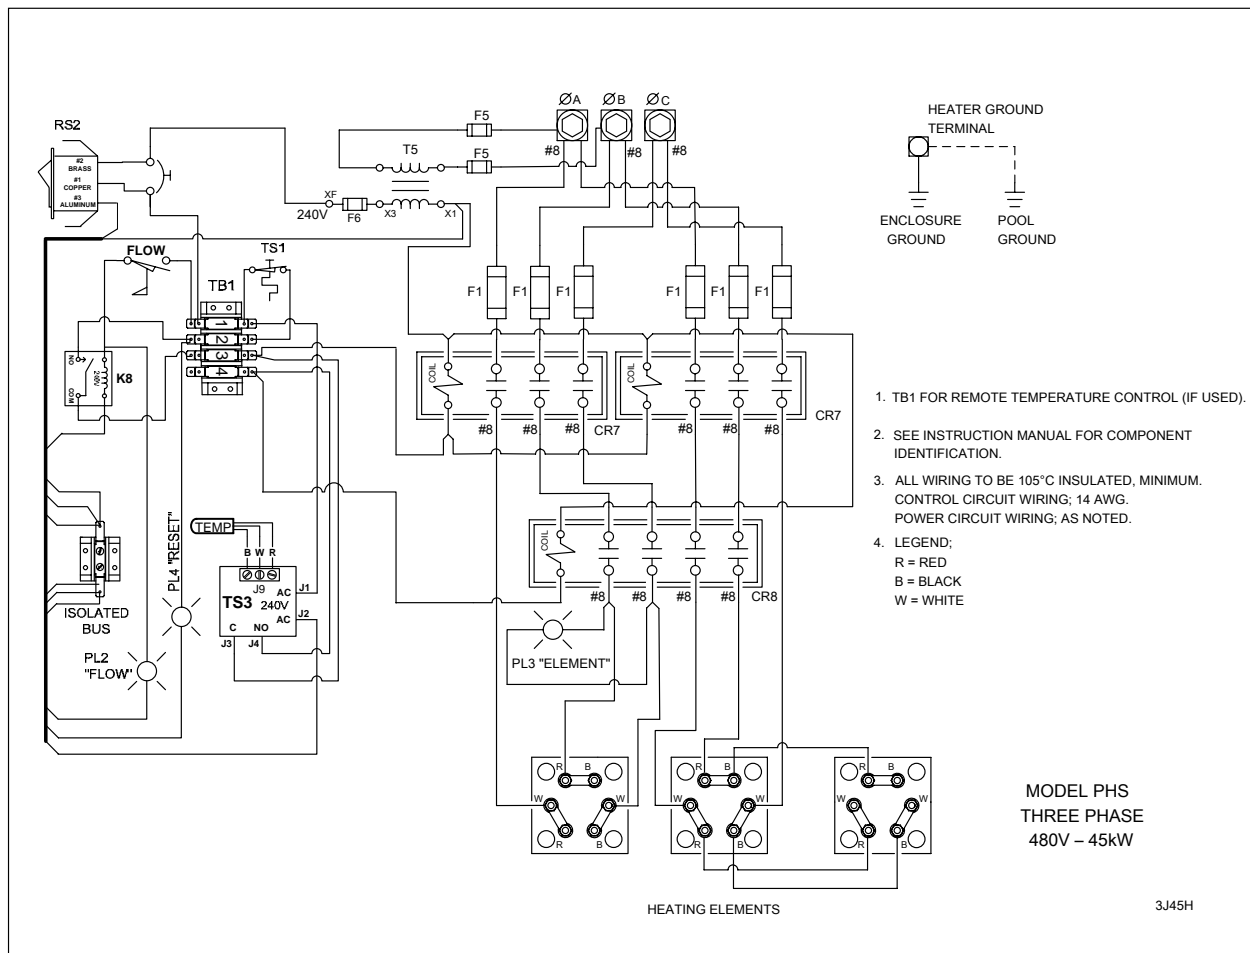 RS2
#2
BRASS
#1
COPPER
#3
ALUMINUM
F5
T5
F5
XF
240V
F6
X3
X1
ØA
ØB
ØC
#8
#8
#8
HEATER GROUND
TERMINAL
ENCLOSURE
GROUND
POOL
GROUND
FLOW
TS1
TB1
1
2
3
4
F1
F1
F1
F1
F1
F1
NO
240V
COM
K8
COIL
COIL
#8
#8
#8
CR7
#8
#8
#8
CR7
1. TB1 FOR REMOTE TEMPERATURE CONTROL (IF USED).
2. SEE INSTRUCTION MANUAL FOR COMPONENT
IDENTIFICATION.
3. ALL WIRING TO BE 105°C INSULATED, MINIMUM.
CONTROL CIRCUIT WIRING; 14 AWG.
POWER CIRCUIT WIRING; AS NOTED.
4. LEGEND;
R = RED
B = BLACK
W = WHITE
TEMP
B W R
J9
TS3
240V
AC
J1
AC
J2
C
NO
J3
J4
COIL
#8
#8
#8
#8
CR8
ISOLATED
BUS
PL4 "RESET"
PL2
"FLOW"
PL3 "ELEMENT"
R
B
W
W
R
B
R
B
W
W
R
B
R
B
W
W
R
B
HEATING ELEMENTS
MODEL PHS
THREE PHASE
480V – 45kW
3J45H